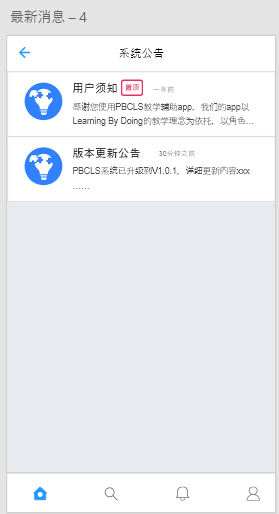 最新消息 – 4
系统公告
用户须知 置顶 一年前
感谢您使用PBCLS教学辅助app，我们的app以
Learning By Doing的教学理念为依托，以角色…
版本更新公告 30分钟之前
PBCLS系统已升级到V1.0.1，详细更新内容xxx
……